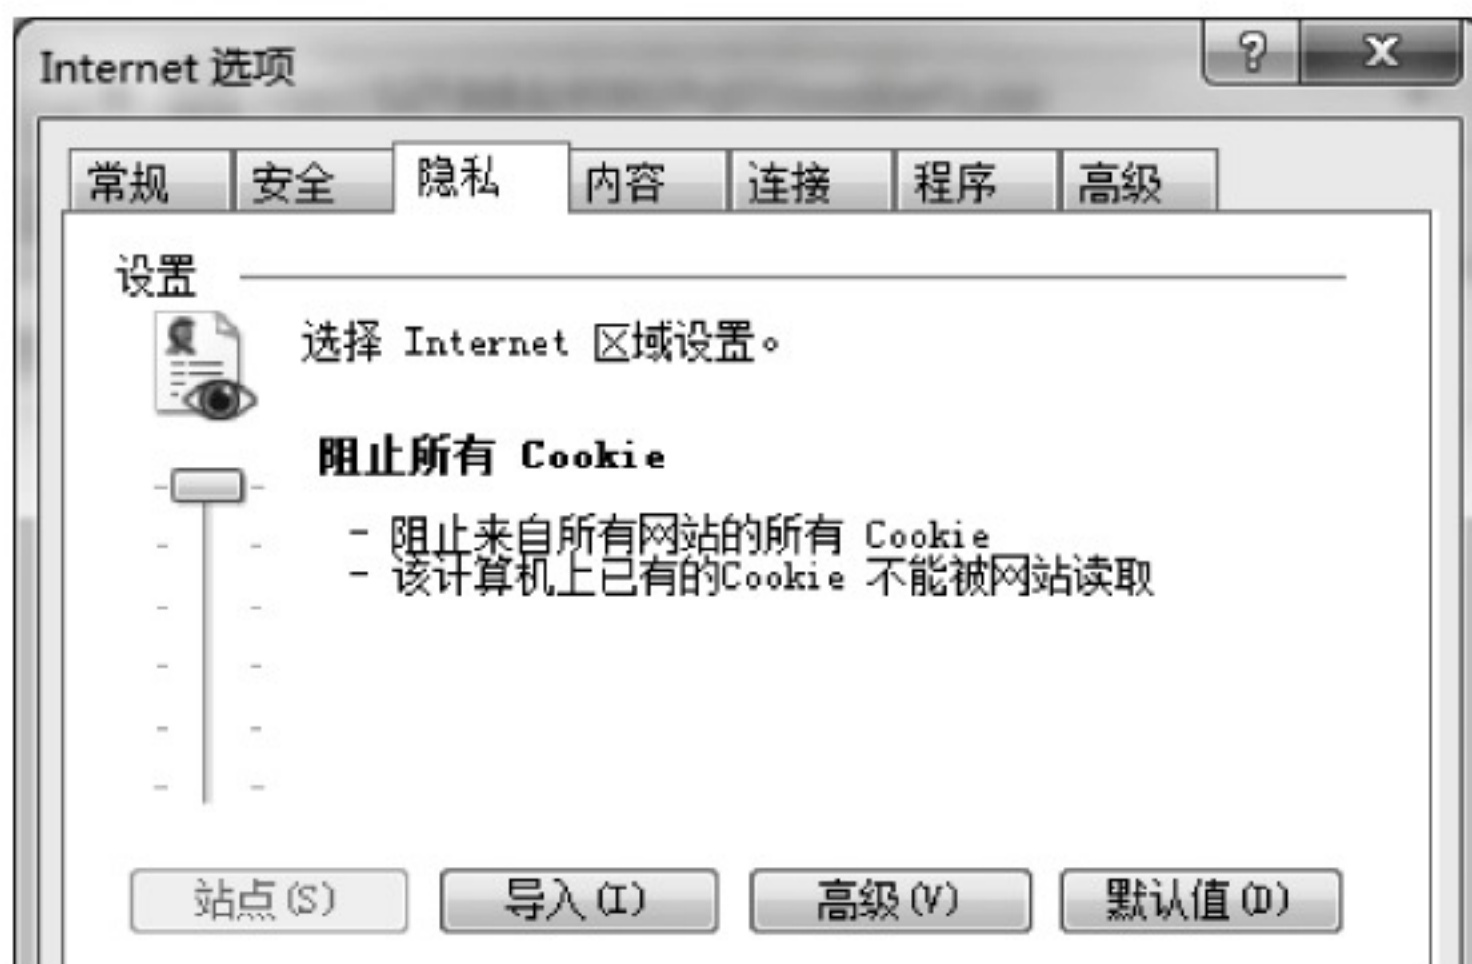 Internet 选项
? X
常规 安全 隐私 内容 连接 程序 高级
设置
选择 Internet 区域设置。
阻止所有 Cookie
- 阻止来自所有网站的所有 Cookie
- 该计算机上已有的Cookie 不能被网站读取
站点(S) 导入(I) 高级(V) 默认值(D)